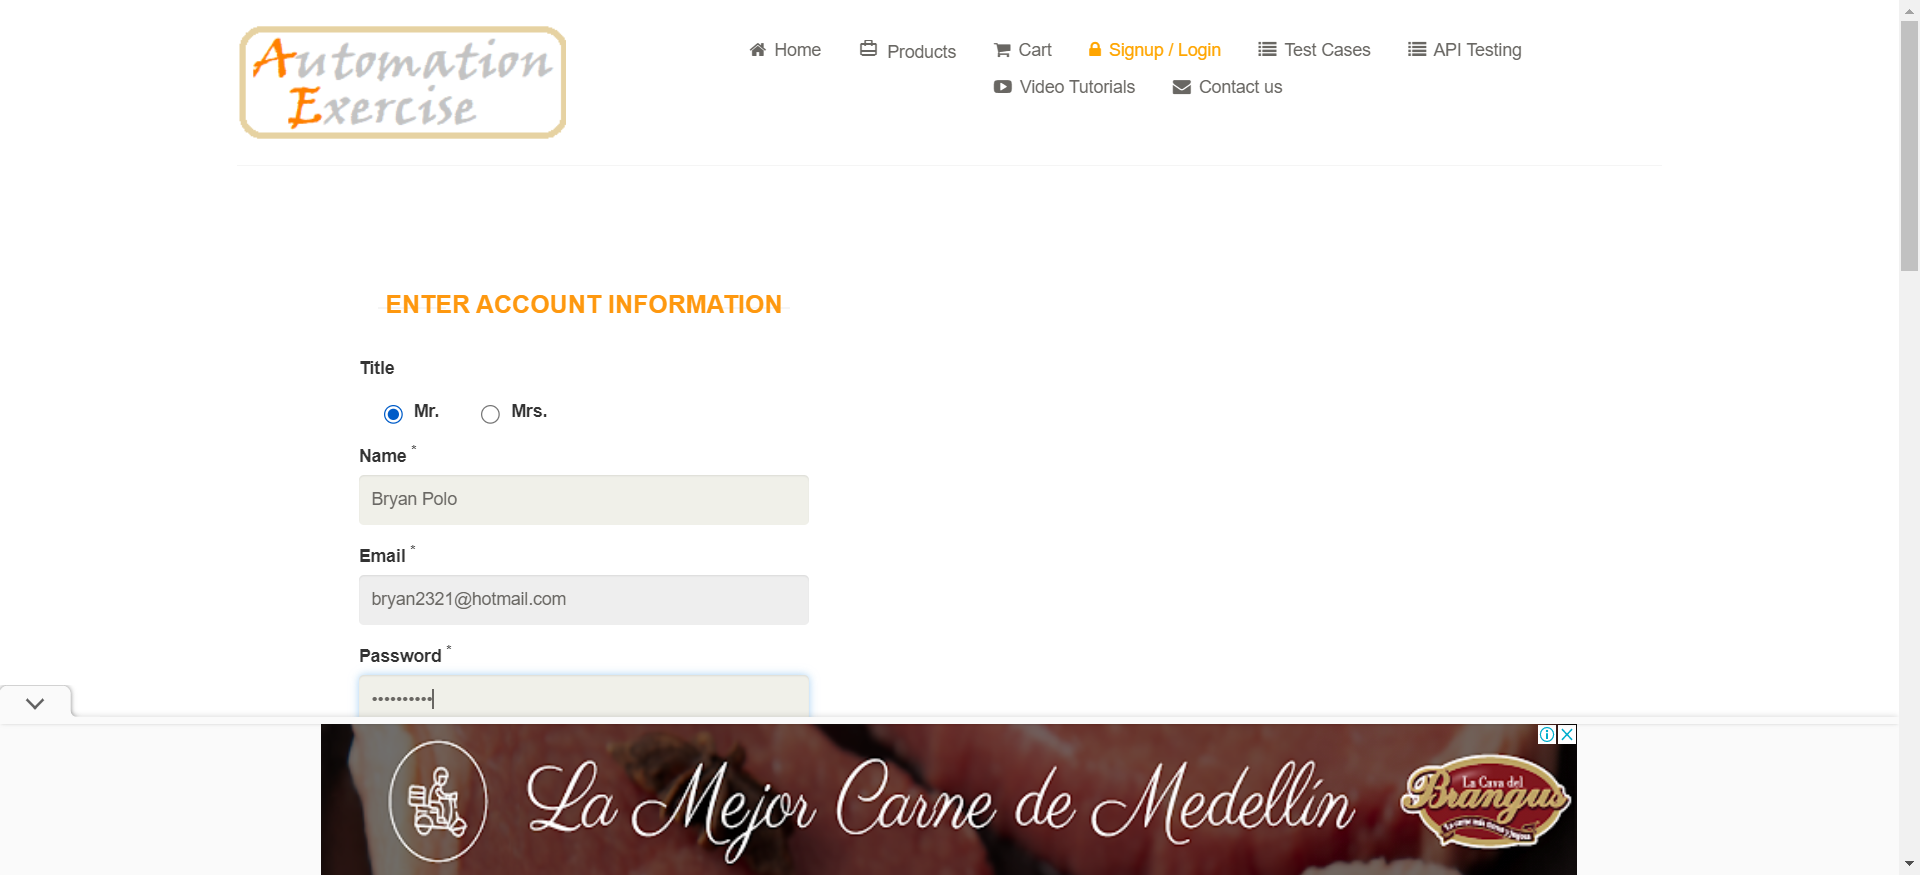 Automation
Exercise
Home
Products
Cart
Signup / Login
Test Cases
API Testing
Video Tutorials
Contact us
ENTER ACCOUNT INFORMATION
Title
Mr.
Mrs.
Name *
Bryan Polo
Email *
bryan2321@hotmail.com
Password *
••••••••••
La Mejor Carne de Medellín
La Cava del
Brangus